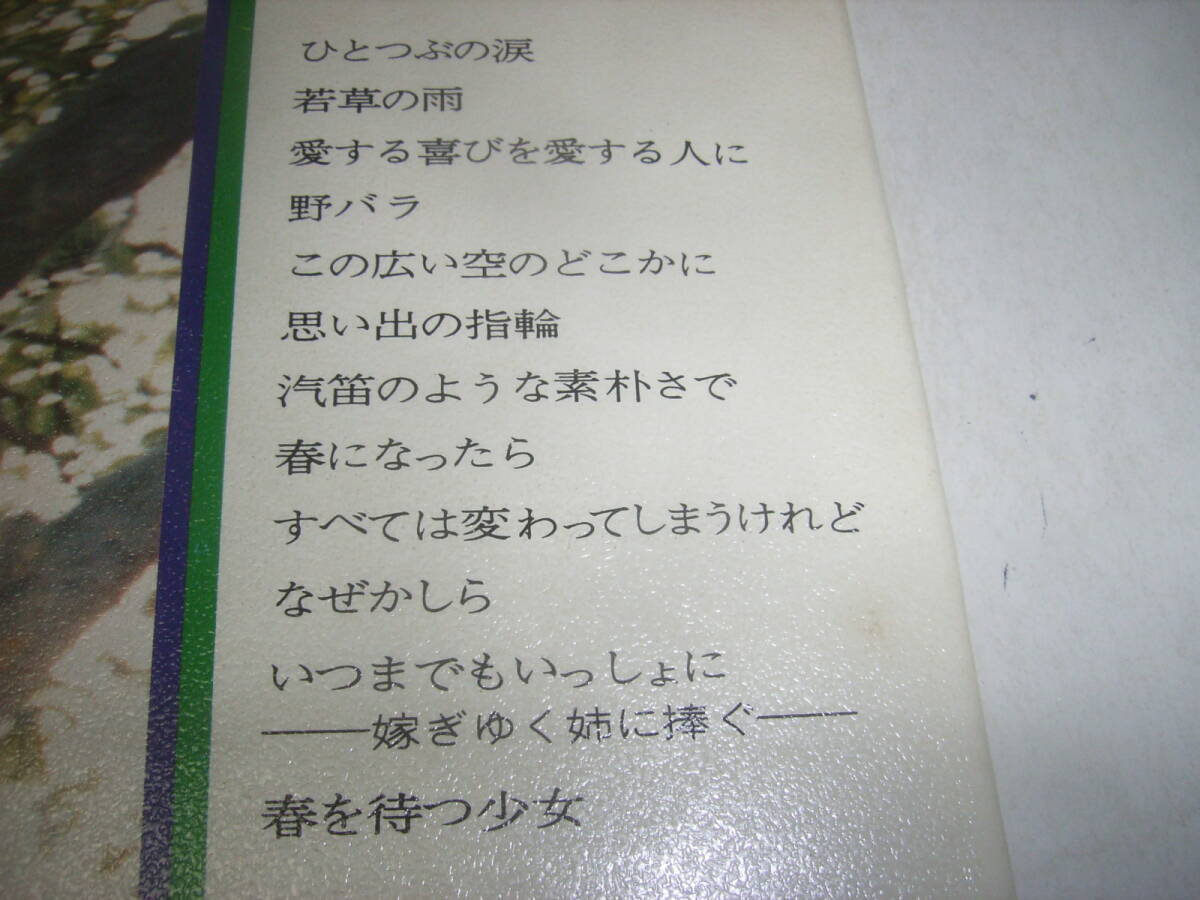 ひとつぶの涙
若草の雨
愛する喜びを愛する人に
野バラ
この広い空のどこかに
思い出の指輪
汽笛のような素朴さで
春になったら
すべては変わってしまうけれど
なぜかしら
いつまでもいっしょに
――嫁ぎゆく姉に捧ぐ――
春を待つ少女